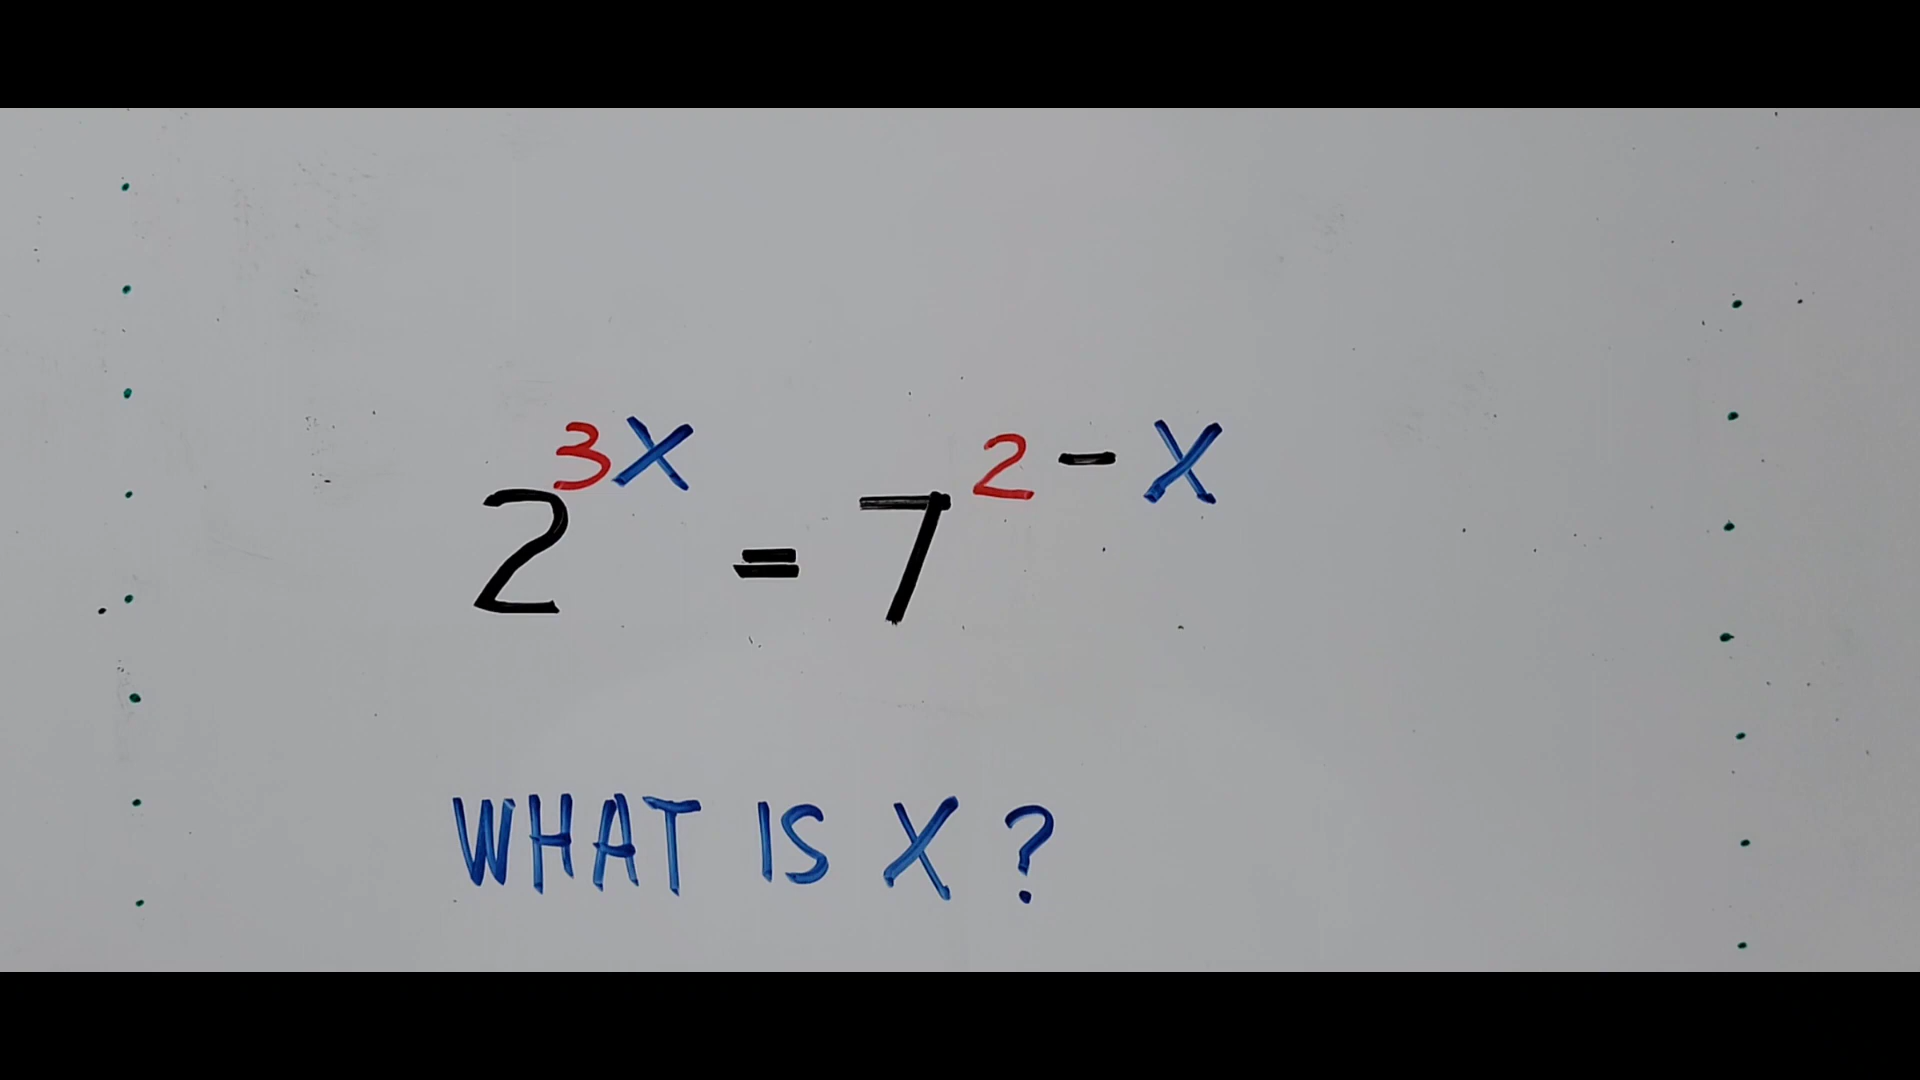 2^3x = 7^2-x
WHAT IS X ?